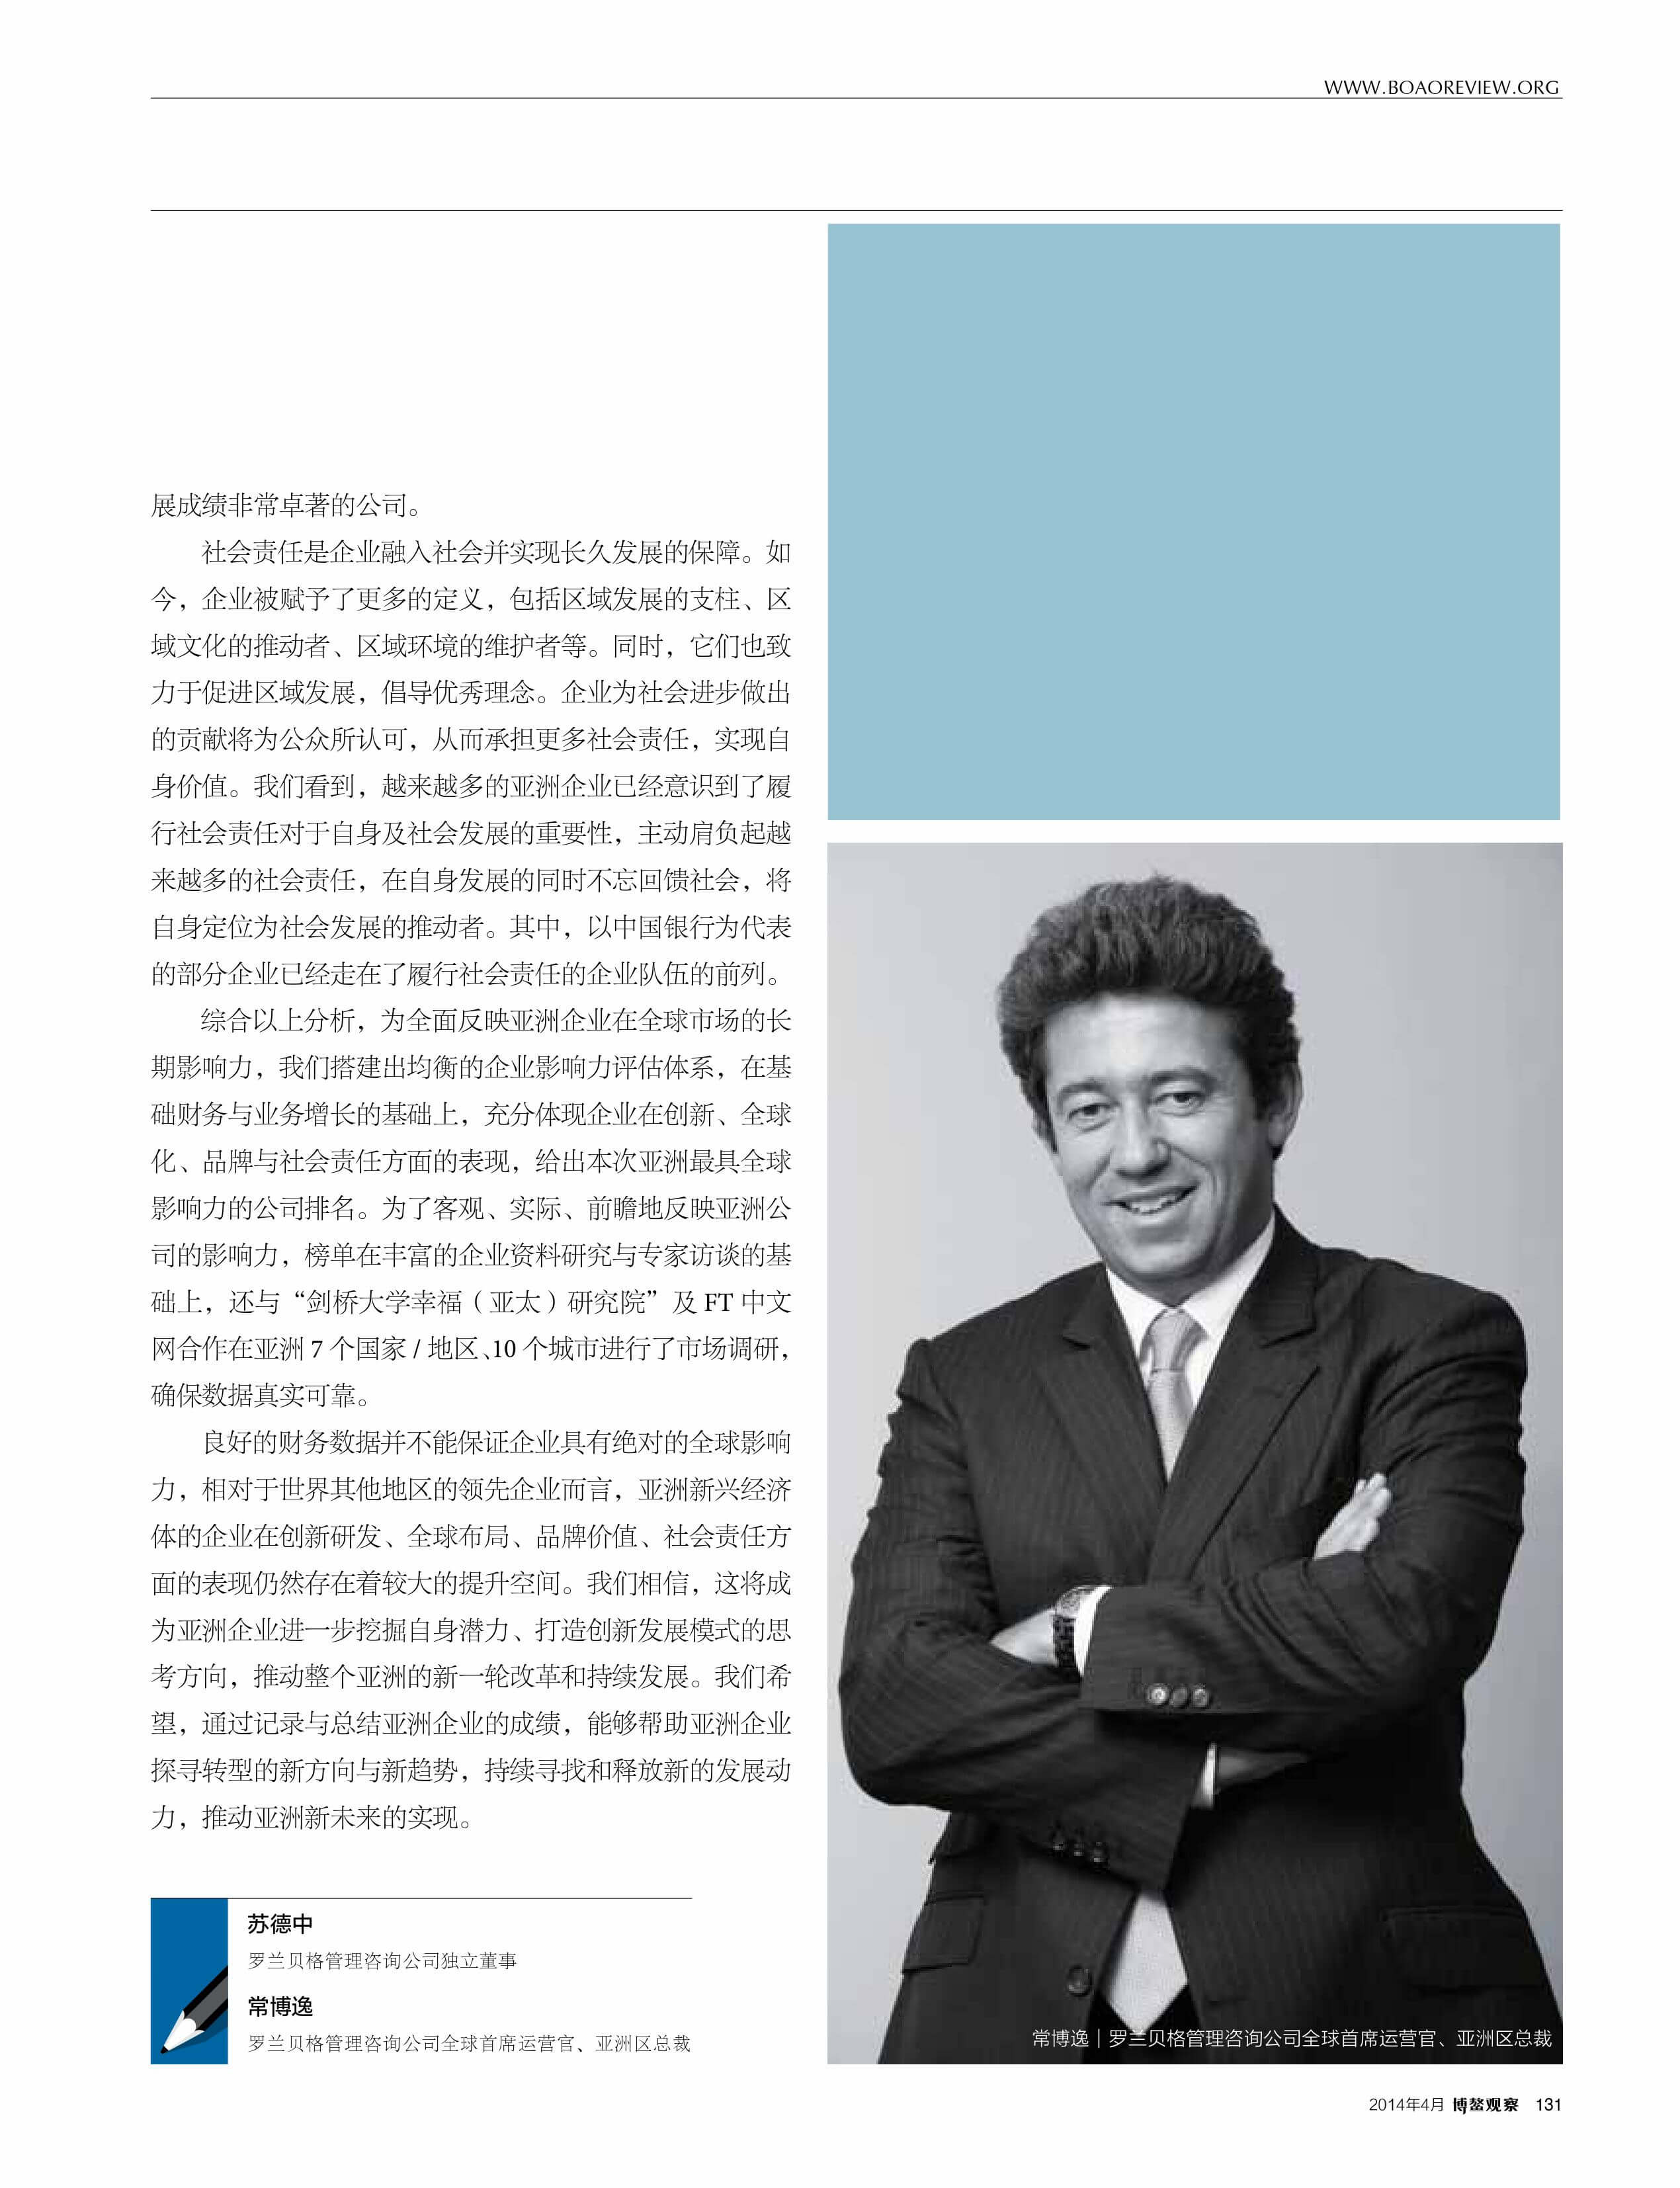 WWW.BOAOREVIEW.ORG
展成绩非常卓著的公司。
社会责任是企业融入社会并实现长久发展的保障。如
今，企业被赋予了更多的定义，包括区域发展的支柱、区
域文化的推动者、区域环境的维护者等。同时，它们也致
力于促进区域发展，倡导优秀理念。企业为社会进步做出
的贡献将为公众所认可，从而承担更多社会责任，实现自
身价值。我们看到，越来越多的亚洲企业已经意识到了履
行社会责任对于自身及社会发展的重要性，主动肩负起越
来越多的社会责任，在自身发展的同时不忘回馈社会，将
自身定位为社会发展的推动者。其中，以中国银行为代表
的部分企业已经走在了履行社会责任的企业队伍的前列。
综合以上分析，为全面反映亚洲企业在全球市场的长
期影响力，我们搭建出均衡的企业影响力评估体系，在基
础财务与业务增长的基础上，充分体现企业在创新、全球
化、品牌与社会责任方面的表现，给出本次亚洲最具全球
影响力的公司排名。为了客观、实际、前瞻地反映亚洲公
司的影响力，榜单在丰富的企业资料研究与专家访谈的基
础上，还与“剑桥大学幸福（亚太）研究院”及 FT 中文
网合作在亚洲 7 个国家 / 地区、10 个城市进行了市场调研，
确保数据真实可靠。
良好的财务数据并不能保证企业具有绝对的全球影响
力，相对于世界其他地区的领先企业而言，亚洲新兴经济
体的企业在创新研发、全球布局、品牌价值、社会责任方
面的表现仍然存在着较大的提升空间。我们相信，这将成
为亚洲企业进一步挖掘自身潜力、打造创新发展模式的思
考方向，推动整个亚洲的新一轮改革和持续发展。我们希
望，通过记录与总结亚洲企业的成绩，能够帮助亚洲企业
探寻转型的新方向与新趋势，持续寻找和释放新的发展动
力，推动亚洲新未来的实现。
苏德中
罗兰贝格管理咨询公司独立董事
常博逸
罗兰贝格管理咨询公司全球首席运营官、亚洲区总裁
常博逸｜罗兰贝格管理咨询公司全球首席运营官、亚洲区总裁
2014年4月 博鳌观察 131